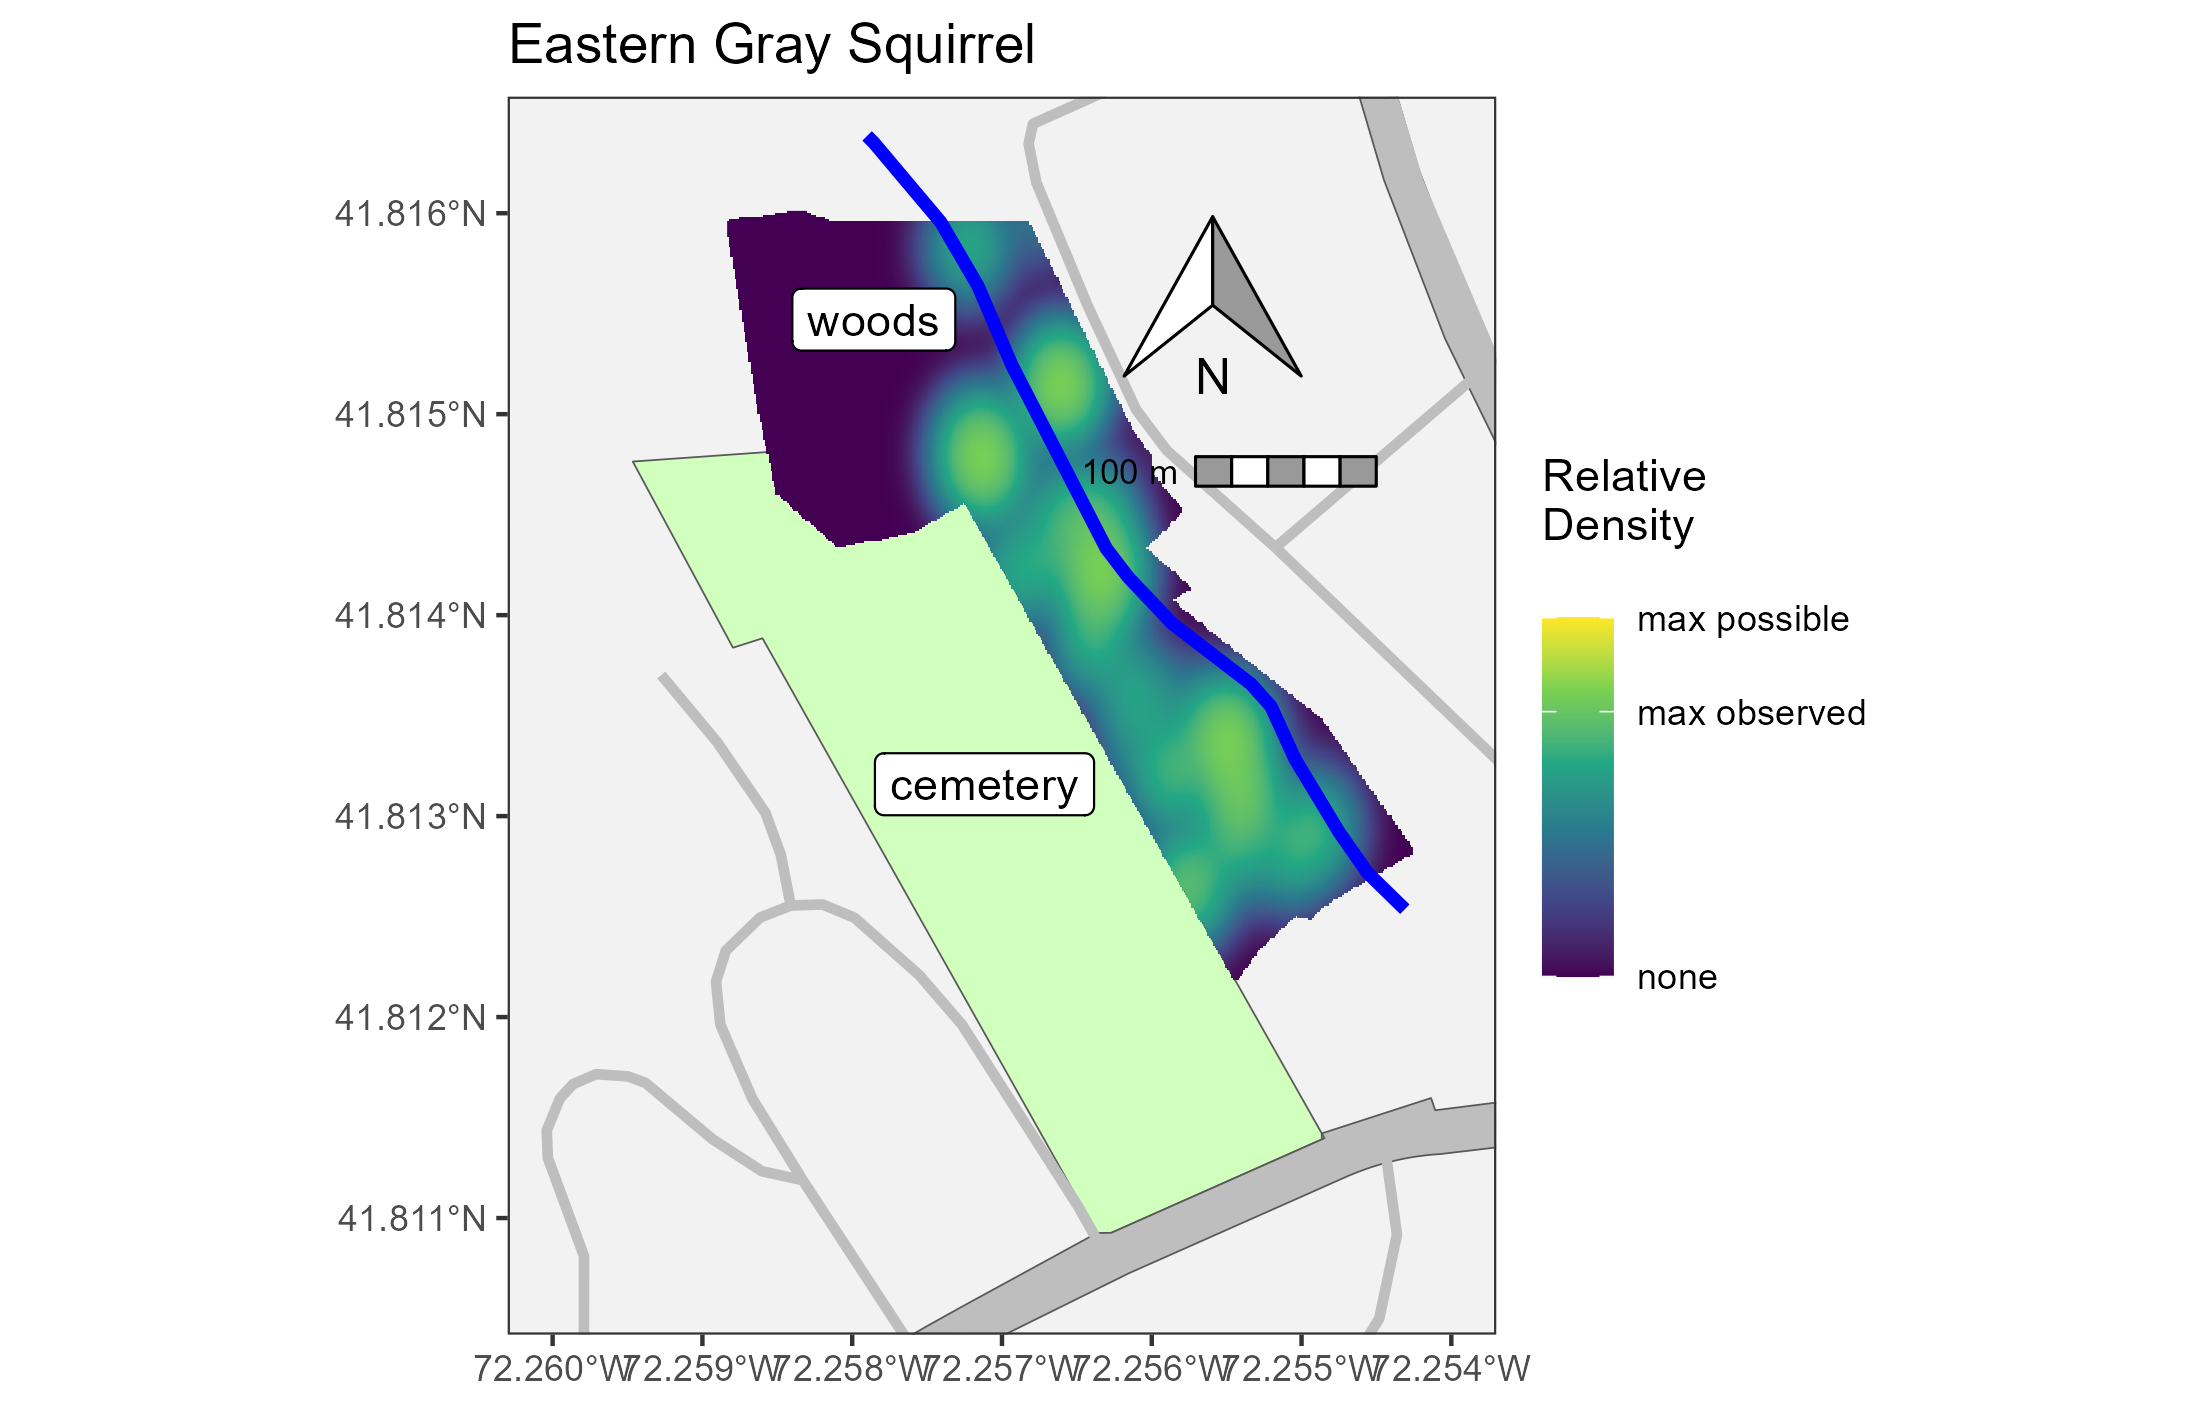 Eastern Gray Squirrel
41.816°N
41.815°N
41.814°N
41.813°N
41.812°N
41.811°N
woods
cemetery
N
100 m
72.260°W
72.259°W
72.258°W
72.257°W
72.256°W
72.255°W
72.254°W
Relative
Density
max possible
max observed
none